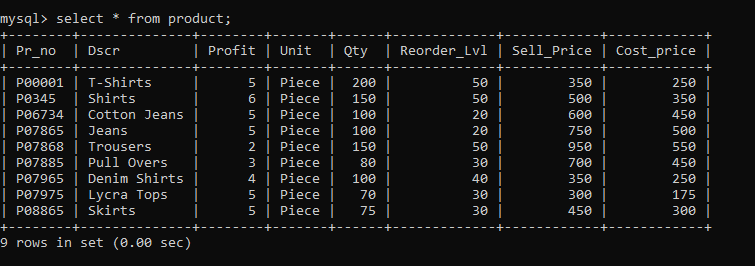 mysql> select * from product;
+--------+--------------+--------+-------+------+-------------+------------+------------+
| Pr_no  | Dscr         | Profit | Unit  | Qty  | Reorder_Lvl | Sell_Price | Cost_price |
+--------+--------------+--------+-------+------+-------------+------------+------------+
| P00001 | T-Shirts     |      5 | Piece |  200 |          50 |        350 |        250 |
| P0345  | Shirts       |      6 | Piece |  150 |          50 |        500 |        350 |
| P06734 | Cotton Jeans |      5 | Piece |  100 |          20 |        600 |        450 |
| P07865 | Jeans        |      5 | Piece |  100 |          20 |        750 |        500 |
| P07868 | Trousers     |      2 | Piece |  150 |          50 |        950 |        550 |
| P07885 | Pull Overs   |      3 | Piece |   80 |          30 |        700 |        450 |
| P07965 | Denim Shirts |      4 | Piece |  100 |          40 |        350 |        250 |
| P07975 | Lycra Tops   |      5 | Piece |   70 |          30 |        300 |        175 |
| P08865 | Skirts       |      5 | Piece |   75 |          30 |        450 |        300 |
+--------+--------------+--------+-------+------+-------------+------------+------------+
9 rows in set (0.00 sec)